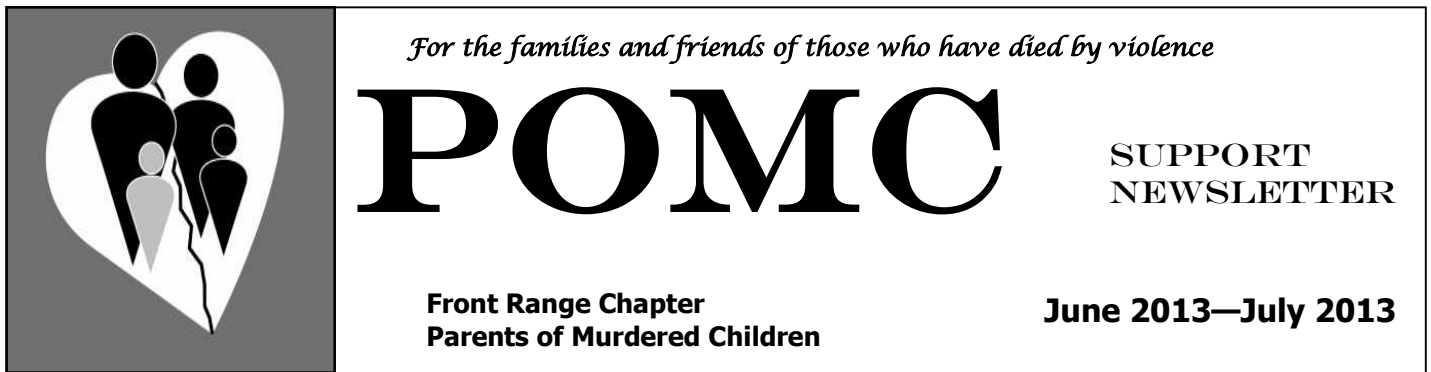 For the families and friends of those who have died by violence
POMC
SUPPORT
NEWSLETTER
Front Range Chapter
Parents of Murdered Children
June 2013—July 2013